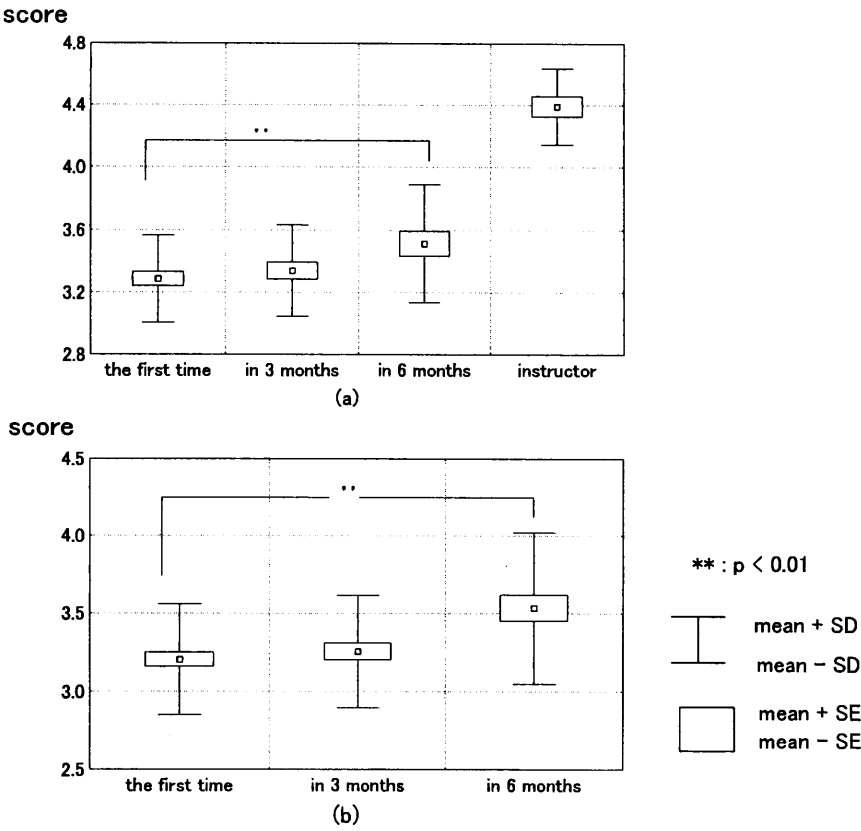 score
4.8
4.4
4.0
3.6
3.2
2.8
**
the first time in 3 months in 6 months instructor
(a)
score
4.5
4.0
3.5
3.0
2.5
**
the first time in 3 months in 6 months
(b)
** : p < 0.01
mean + SD
mean − SD
mean + SE
mean − SE